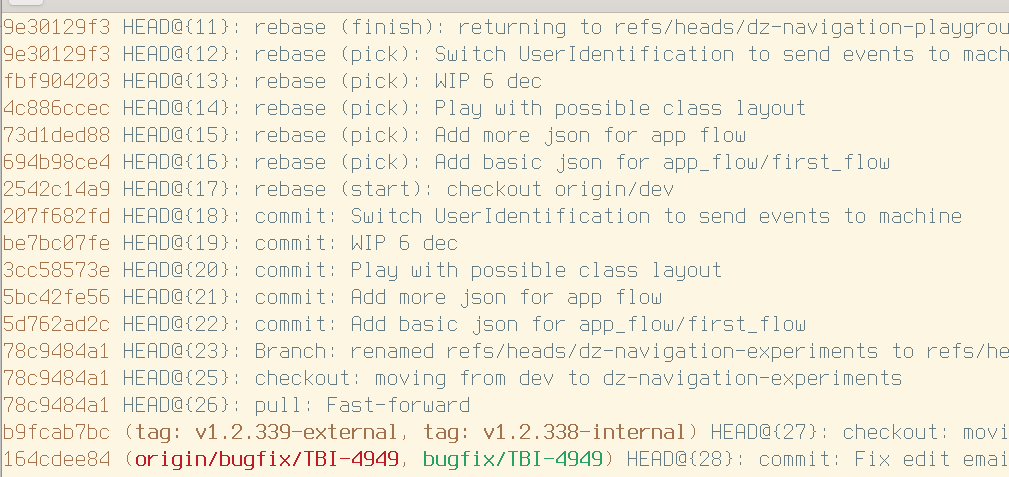 9e30129f3 HEAD@{11}: rebase (finish): returning to refs/heads/dz-navigation-playgrou
9e30129f3 HEAD@{12}: rebase (pick): Switch UserIdentification to send events to mach
fbf904203 HEAD@{13}: rebase (pick): WIP 6 dec
4c886ccec HEAD@{14}: rebase (pick): Play with possible class layout
73d1ded88 HEAD@{15}: rebase (pick): Add more json for app flow
694b98ce4 HEAD@{16}: rebase (pick): Add basic json for app_flow/first_flow
2542c14a9 HEAD@{17}: rebase (start): checkout origin/dev
207f682fd HEAD@{18}: commit: Switch UserIdentification to send events to machine
be7bc07fe HEAD@{19}: commit: WIP 6 dec
3cc58573e HEAD@{20}: commit: Play with possible class layout
5bc42fe56 HEAD@{21}: commit: Add more json for app flow
5d762ad2c HEAD@{22}: commit: Add basic json for app_flow/first_flow
78c9484a1 HEAD@{23}: Branch: renamed refs/heads/dz-navigation-experiments to refs/he
78c9484a1 HEAD@{25}: checkout: moving from dev to dz-navigation-experiments
78c9484a1 HEAD@{26}: pull: Fast-forward
b9fcab7bc (tag: v1.2.339-external, tag: v1.2.338-internal) HEAD@{27}: checkout: movi
164cdee84 (origin/bugfix/TBI-4949, bugfix/TBI-4949) HEAD@{28}: commit: Fix edit emai